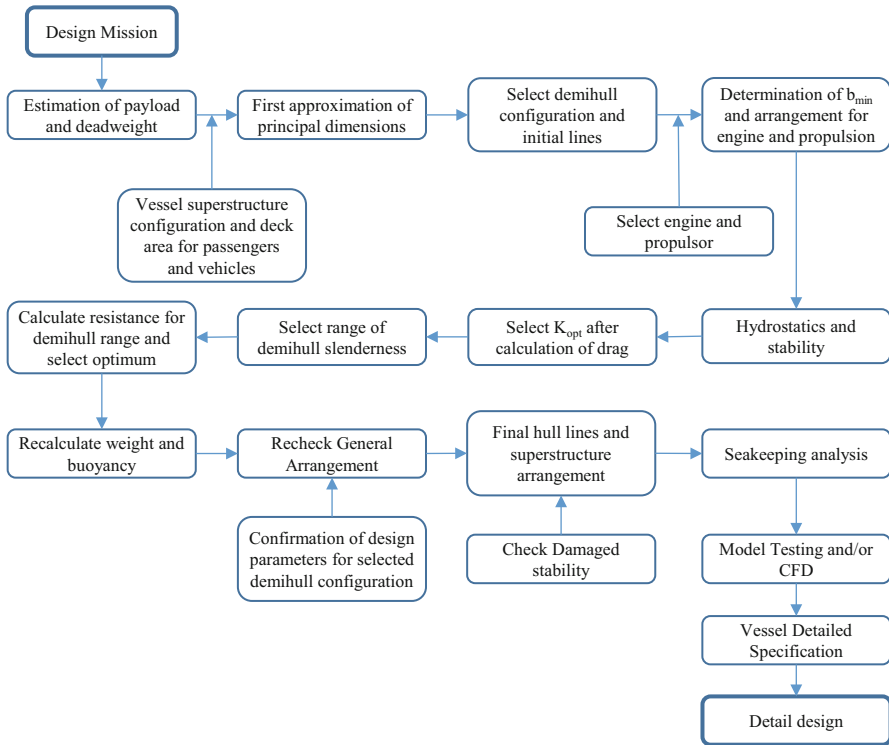 Design Mission
Estimation of payload
and deadweight
First approximation of
principal dimensions
Select demihull
configuration and
initial lines
Determination of bmin
and arrangement for
engine and propulsion
Vessel superstructure
configuration and deck
area for passengers
and vehicles
Select engine and
propulsor
Calculate resistance for
demihull range and
select optimum
Select range of
demihull slenderness
Select Kopt after
calculation of drag
Hydrostatics and
stability
Recalculate weight and
buoyancy
Recheck General
Arrangement
Final hull lines and
superstructure
arrangement
Seakeeping analysis
Confirmation of design
parameters for selected
demihull configuration
Check Damaged
stability
Model Testing and/or
CFD
Vessel Detailed
Specification
Detail design